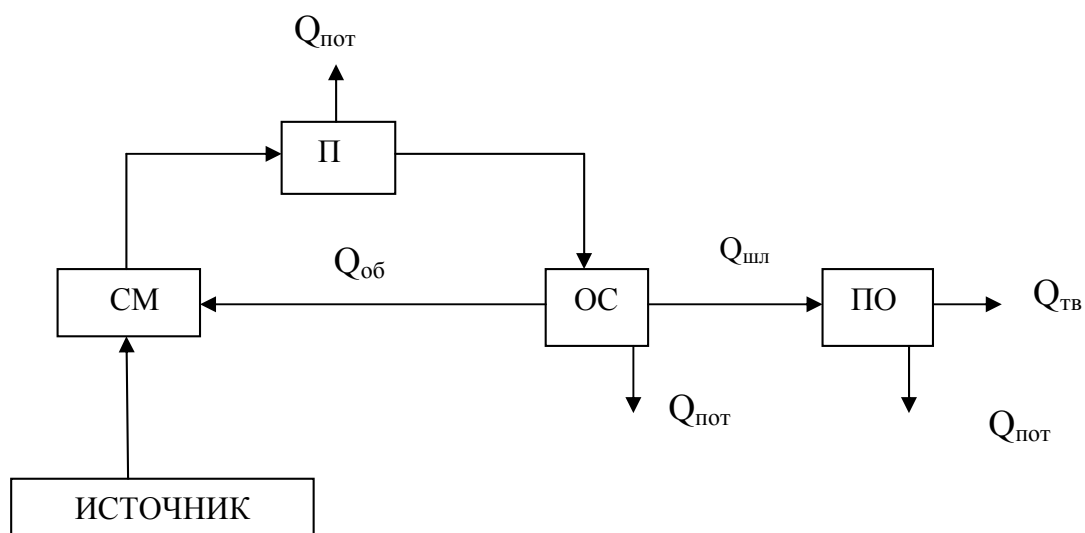 Qпот
П
Qоб
Qшл
СМ
ОС
ПО
Qтв
Qпот
Qпот
ИСТОЧНИК